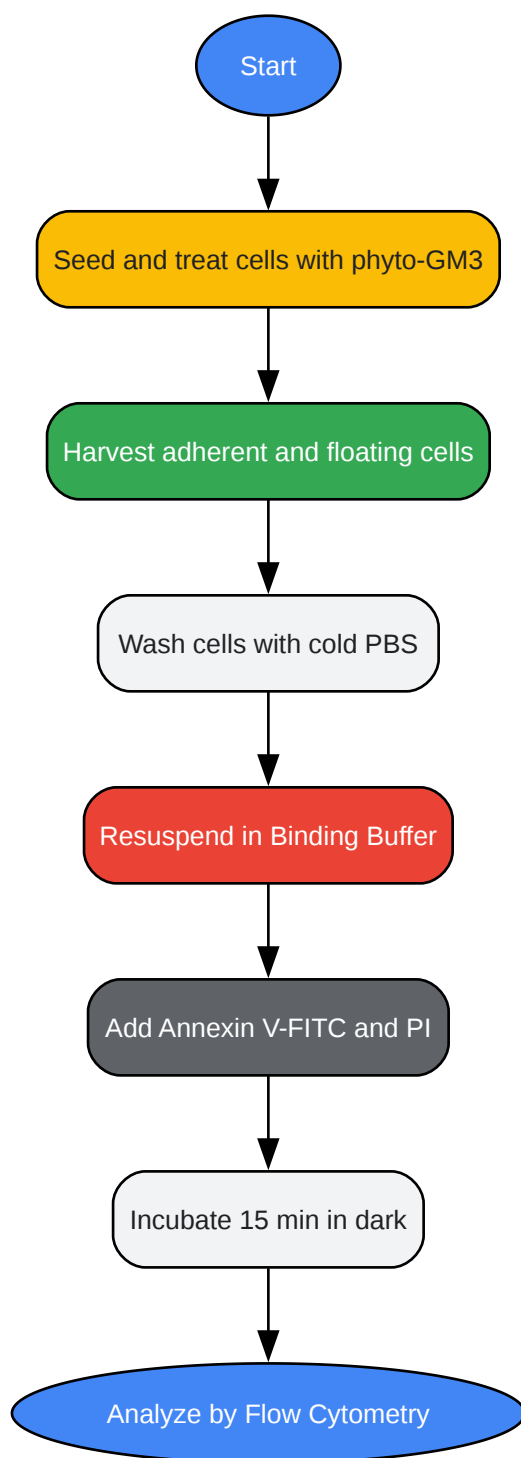 Start
Seed and treat cells with phyto-GM3
Harvest adherent and floating cells
Wash cells with cold PBS
Resuspend in Binding Buffer
Add Annexin V-FITC and PI
Incubate 15 min in dark
Analyze by Flow Cytometry